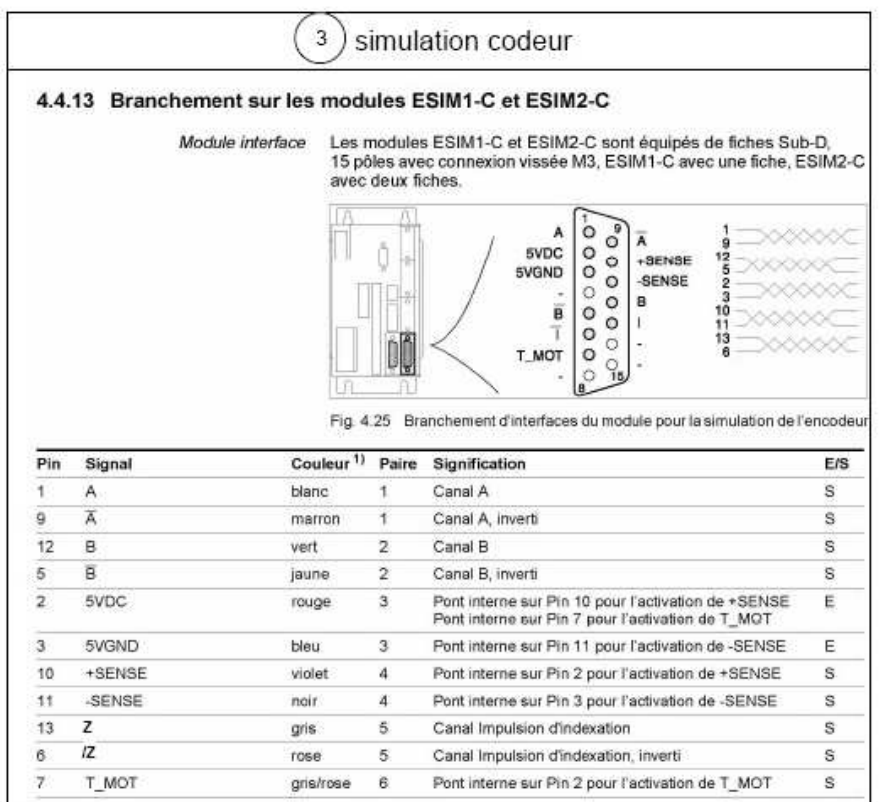 3 simulation codeur
4.4.13 Branchement sur les modules ESIM1-C et ESIM2-C
Module interface
Les modules ESIM1-C et ESIM2-C sont équipés de fiches Sub-D,
15 pôles avec connexion vissée M3, ESIM1-C avec une fiche, ESIM2-C
avec deux fiches.
1
9
A
A̅
5VDC
+SENSE
5VGND
-SENSE
-
B
B̅
I
I̅
-
T_MOT
-
-
8
15
1
9
12
5
2
3
10
11
13
6
Fig. 4.25 Branchement d'interfaces du module pour la simulation de l'encodeur
Pin Signal Couleur 1) Paire Signification E/S
1 A blanc 1 Canal A S
9 A̅ marron 1 Canal A, inverti S
12 B vert 2 Canal B S
5 B̅ jaune 2 Canal B, inverti S
2 5VDC rouge 3 Pont interne sur Pin 10 pour l'activation de +SENSE E
Pont interne sur Pin 7 pour l'activation de T_MOT
3 5VGND bleu 3 Pont interne sur Pin 11 pour l'activation de -SENSE E
10 +SENSE violet 4 Pont interne sur Pin 2 pour l'activation de +SENSE S
11 -SENSE noir 4 Pont interne sur Pin 3 pour l'activation de -SENSE S
13 Z gris 5 Canal Impulsion d'indexation S
6 /Z rose 5 Canal Impulsion d'indexation, inverti S
7 T_MOT gris/rose 6 Pont interne sur Pin 2 pour l'activation de T_MOT S